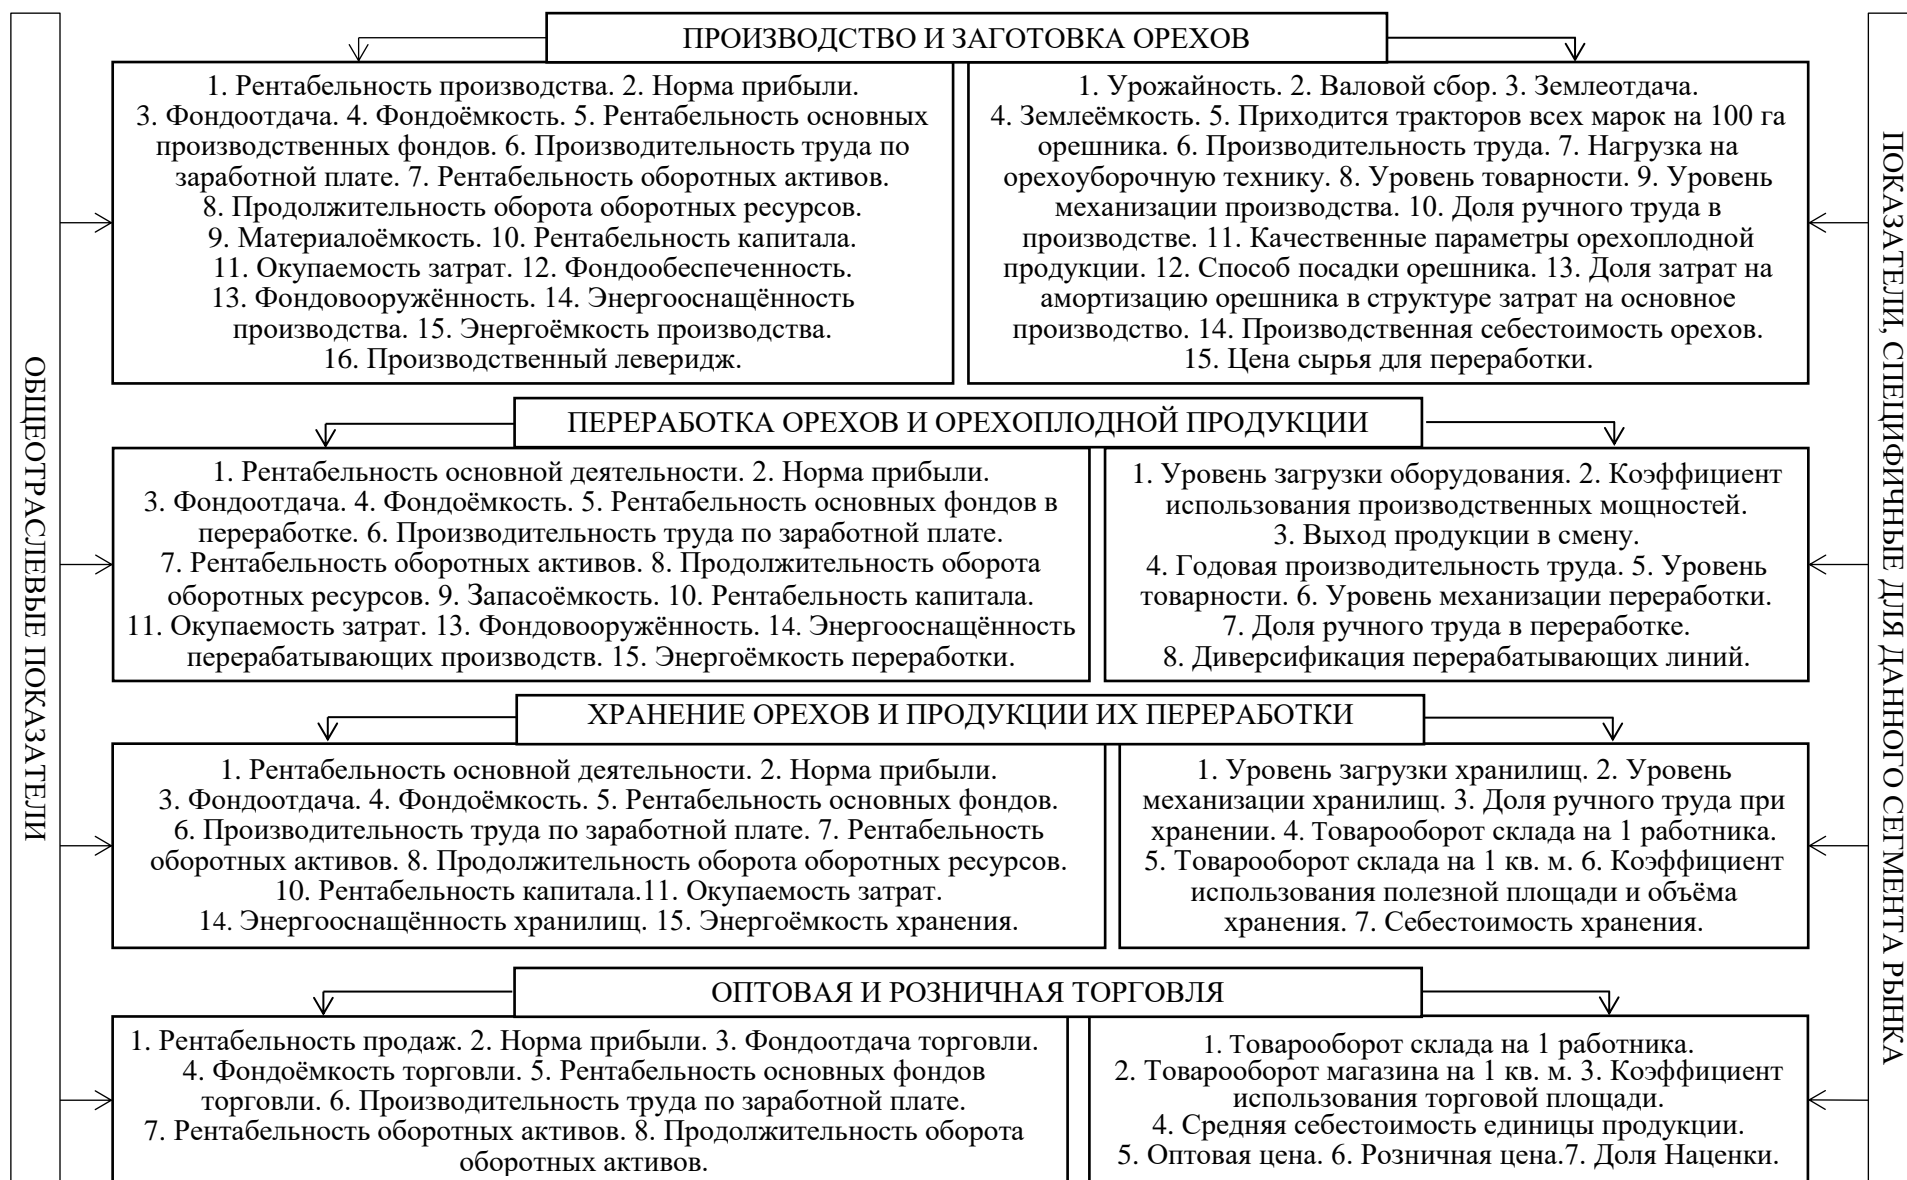 ОБЩЕОТРАСЛЕВЫЕ ПОКАЗАТЕЛИ
ПРОИЗВОДСТВО И ЗАГОТОВКА ОРЕХОВ
1. Рентабельность производства. 2. Норма прибыли.
3. Фондоотдача. 4. Фондоёмкость. 5. Рентабельность основных
производственных фондов. 6. Производительность труда по
заработной плате. 7. Рентабельность оборотных активов.
8. Продолжительность оборота оборотных ресурсов.
9. Материалоёмкость. 10. Рентабельность капитала.
11. Окупаемость затрат. 12. Фондообеспеченность.
13. Фондовооружённость. 14. Энергооснащённость
производства. 15. Энергоёмкость производства.
16. Производственный леверидж.
1. Урожайность. 2. Валовой сбор. 3. Землеотдача.
4. Землеёмкость. 5. Приходится тракторов всех марок на 100 га
орешника. 6. Производительность труда. 7. Нагрузка на
орехоуборочную технику. 8. Уровень товарности. 9. Уровень
механизации производства. 10. Доля ручного труда в
производстве. 11. Качественные параметры орехоплодной
продукции. 12. Способ посадки орешника. 13. Доля затрат на
амортизацию орешника в структуре затрат на основное
производство. 14. Производственная себестоимость орехов.
15. Цена сырья для переработки.
ПЕРЕРАБОТКА ОРЕХОВ И ОРЕХОПЛОДНОЙ ПРОДУКЦИИ
1. Рентабельность основной деятельности. 2. Норма прибыли.
3. Фондоотдача. 4. Фондоёмкость. 5. Рентабельность основных фондов в
переработке. 6. Производительность труда по заработной плате.
7. Рентабельность оборотных активов. 8. Продолжительность оборота
оборотных ресурсов. 9. Запасоёмкость. 10. Рентабельность капитала.
11. Окупаемость затрат. 13. Фондовооружённость. 14. Энергооснащённость
перерабатывающих производств. 15. Энергоёмкость переработки.
1. Уровень загрузки оборудования. 2. Коэффициент
использования производственных мощностей.
3. Выход продукции в смену.
4. Годовая производительность труда. 5. Уровень
товарности. 6. Уровень механизации переработки.
7. Доля ручного труда в переработке.
8. Диверсификация перерабатывающих линий.
ХРАНЕНИЕ ОРЕХОВ И ПРОДУКЦИИ ИХ ПЕРЕРАБОТКИ
1. Рентабельность основной деятельности. 2. Норма прибыли.
3. Фондоотдача. 4. Фондоёмкость. 5. Рентабельность основных фондов.
6. Производительность труда по заработной плате. 7. Рентабельность
оборотных активов. 8. Продолжительность оборота оборотных ресурсов.
10. Рентабельность капитала.11. Окупаемость затрат.
14. Энергооснащённость хранилищ. 15. Энергоёмкость хранения.
1. Уровень загрузки хранилищ. 2. Уровень
механизации хранилищ. 3. Доля ручного труда при
хранении. 4. Товарооборот склада на 1 работника.
5. Товарооборот склада на 1 кв. м. 6. Коэффициент
использования полезной площади и объёма
хранения. 7. Себестоимость хранения.
ОПТОВАЯ И РОЗНИЧНАЯ ТОРГОВЛЯ
1. Рентабельность продаж. 2. Норма прибыли. 3. Фондоотдача торговли.
4. Фондоёмкость торговли. 5. Рентабельность основных фондов
торговли. 6. Производительность труда по заработной плате.
7. Рентабельность оборотных активов. 8. Продолжительность оборота
оборотных активов.
1. Товарооборот склада на 1 работника.
2. Товарооборот магазина на 1 кв. м. 3. Коэффициент
использования торговой площади.
4. Средняя себестоимость единицы продукции.
5. Оптовая цена. 6. Розничная цена.7. Доля Наценки.
ПОКАЗАТЕЛИ, СПЕЦИФИЧНЫЕ ДЛЯ ДАННОГО СЕГМЕНТА РЫНКА